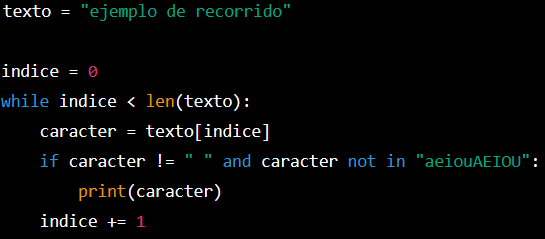 texto = "ejemplo de recorrido"
indice = 0
while indice < len(texto):
    caracter = texto[indice]
    if caracter != " " and caracter not in "aeiouAEIOU":
        print(caracter)
    indice += 1